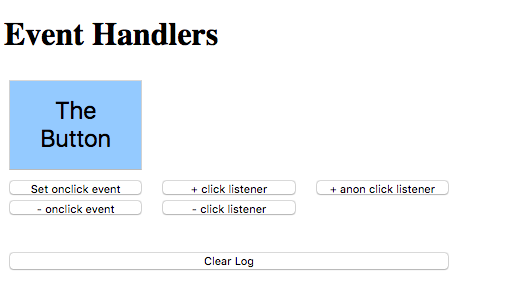 Event Handlers
The
Button
Set onclick event
+ click listener
+ anon click listener
- onclick event
- click listener
Clear Log